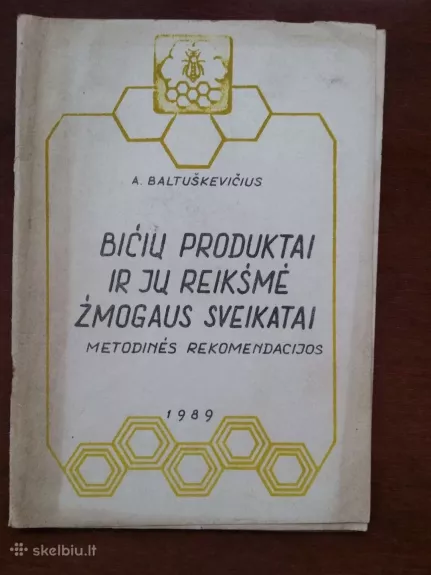 A. BALTUŠKEVIČIUS
BIČIŲ PRODUKTAI
IR JŲ REIKŠMĖ
ŽMOGAUS SVEIKATAI
METODINĖS REKOMENDACIJOS
1989
skelbiu.lt